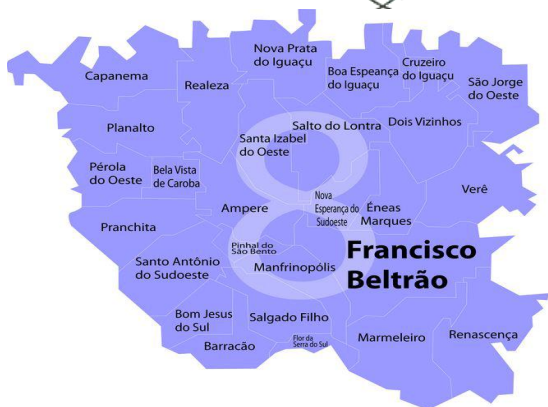 Nova Prata
do Iguaçu
Capanema
Realeza
Boa Espeança
do Iguaçu
Cruzeiro
do Iguaçu
São Jorge
do Oeste
Planalto
Santa Izabel
do Oeste
Salto do Lontra
Dois Vizinhos
Pérola
do Oeste
Bela Vista
de Caroba
Nova
Esperança do
Sudoeste
Verê
Ampere
Éneas
Marques
Pranchita
Pinhal do
São Bento
Francisco
Beltrão
Santo Antônio
do Sudoeste
Manfrinopólis
Bom Jesus
do Sul
Salgado Filho
Barracão
Flor da
Serra do Sul
Marmeleiro
Renascença
8